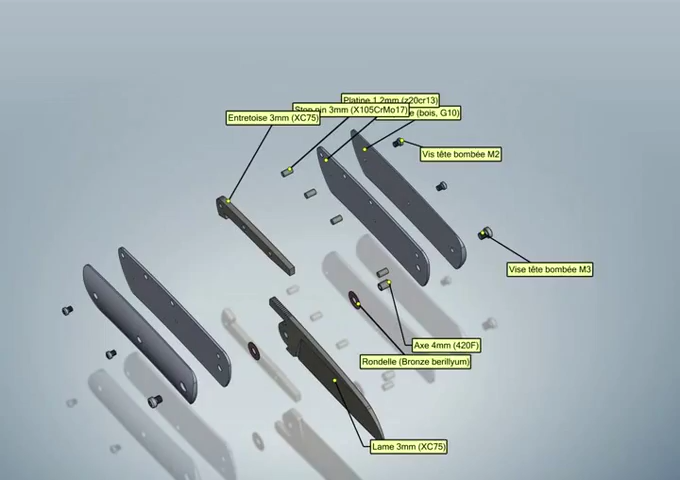 Platine 1.2mm (z20cr13)
Stop pin 3mm (X105CrMo17)
(bois, G10)
Entretoise 3mm (XC75)
Vis tête bombée M2
Vise tête bombée M3
Axe 4mm (420F)
Rondelle (Bronze berillyum)
Lame 3mm (XC75)